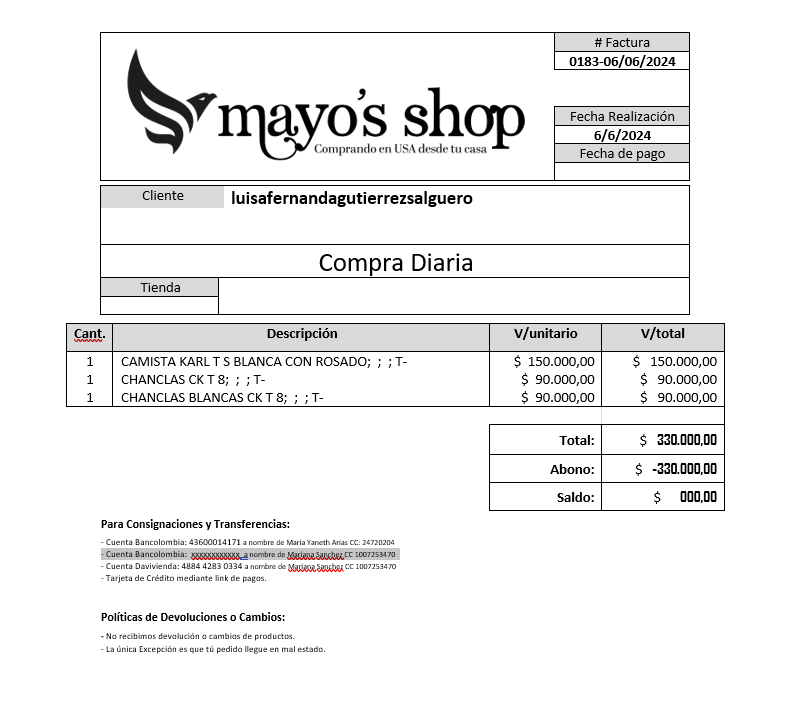 # Factura
0183-06/06/2024
mayo's shop
Comprando en USA desde tu casa
Fecha Realización
6/6/2024
Fecha de pago
Cliente luisafernandagutierrezsalguero
Compra Diaria
Tienda
Cant. Descripción V/unitario V/total
1 CAMISTA KARL T S BLANCA CON ROSADO; ; ; T- $ 150.000,00 $ 150.000,00
1 CHANCLAS CK T 8; ; ; T- $ 90.000,00 $ 90.000,00
1 CHANCLAS BLANCAS CK T 8; ; ; T- $ 90.000,00 $ 90.000,00
Total: $ 330.000,00
Abono: $ -330.000,00
Saldo: $ 000,00
Para Consignaciones y Transferencias:
- Cuenta Bancolombia: 43600014171 a nombre de María Yaneth Arias CC: 24720204
- Cuenta Bancolombia: xxxxxxxxxxxx a nombre de Mariana Sanchez CC 1007253470
- Cuenta Davivienda: 4884 4283 0334 a nombre de Mariana Sanchez CC 1007253470
- Tarjeta de Crédito mediante link de pagos.
Políticas de Devoluciones o Cambios:
- No recibimos devolución o cambios de productos.
- La única Excepción es que tú pedido llegue en mal estado.